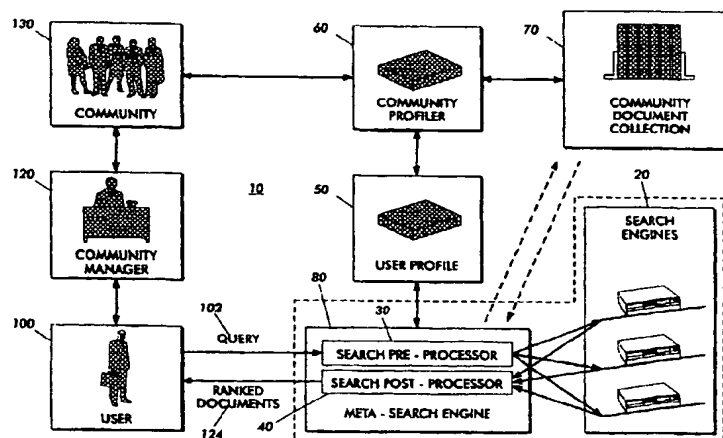 130
COMMUNITY
60
COMMUNITY
PROFILER
70
COMMUNITY
DOCUMENT
COLLECTION
120
COMMUNITY
MANAGER
10
50
USER PROFILE
20
SEARCH
ENGINES
100
USER
102
QUERY
RANKED
DOCUMENTS
124
80
30
SEARCH PRE - PROCESSOR
SEARCH POST - PROCESSOR
40
META - SEARCH ENGINE